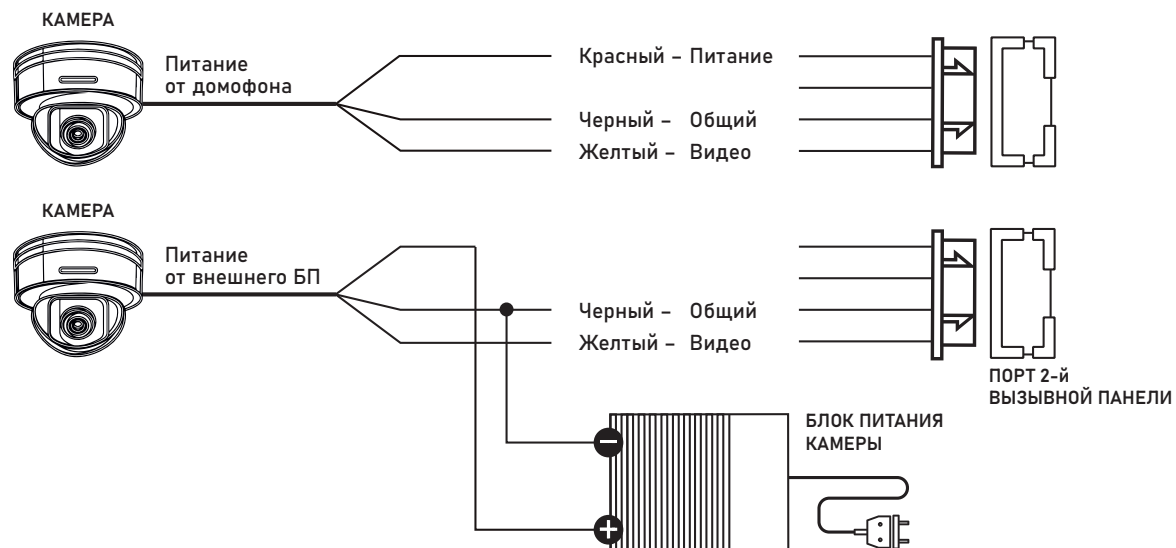 КАМЕРА
Питание
от домофона
Красный – Питание
Черный – Общий
Желтый – Видео
КАМЕРА
Питание
от внешнего БП
Черный – Общий
Желтый – Видео
ПОРТ 2-й
ВЫЗЫВНОЙ ПАНЕЛИ
БЛОК ПИТАНИЯ
КАМЕРЫ